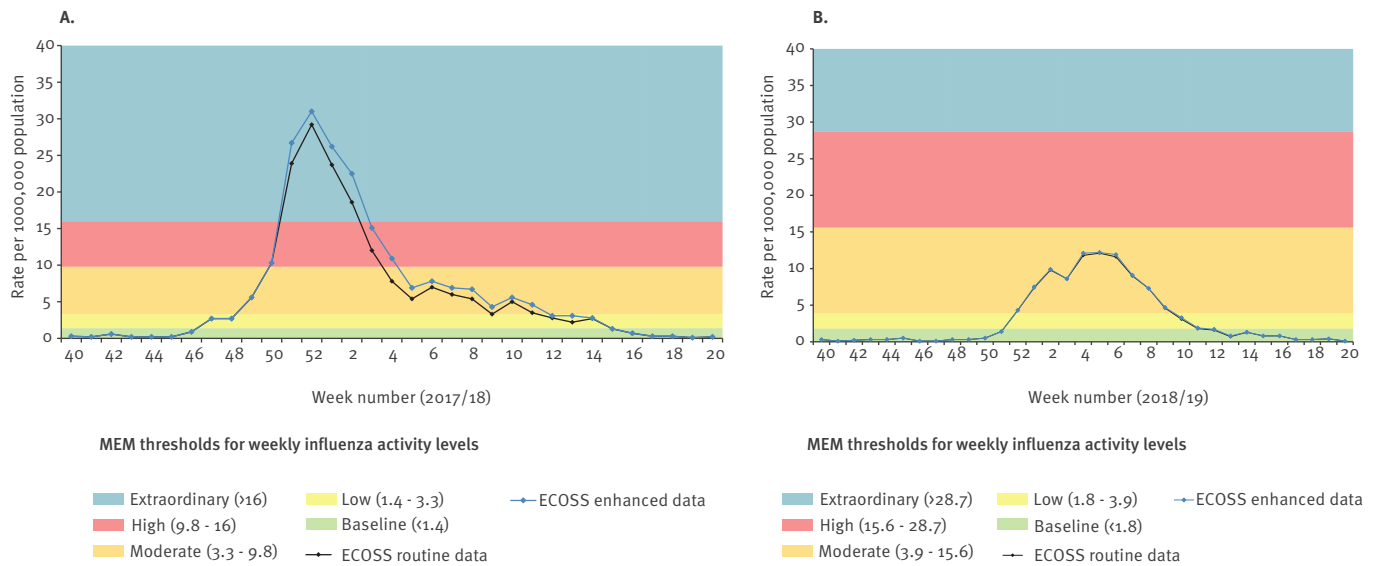 A.
Rate per 1000,000 population
40
35
30
25
20
15
10
5
0
40 42 44 46 48 50 52 2 4 6 8 10 12 14 16 18 20
Week number (2017/18)
MEM thresholds for weekly influenza activity levels
Extraordinary (>16)
High (9.8 - 16)
Moderate (3.3 - 9.8)
Low (1.4 - 3.3)
Baseline (<1.4)
ECOSS enhanced data
ECOSS routine data
B.
Rate per 1000,000 population
40
35
30
25
20
15
10
5
0
40 42 44 46 48 50 52 2 4 6 8 10 12 14 16 18 20
Week number (2018/19)
MEM thresholds for weekly influenza activity levels
Extraordinary (>28.7)
High (15.6 - 28.7)
Moderate (3.9 - 15.6)
Low (1.8 - 3.9)
Baseline (<1.8)
ECOSS enhanced data
ECOSS routine data